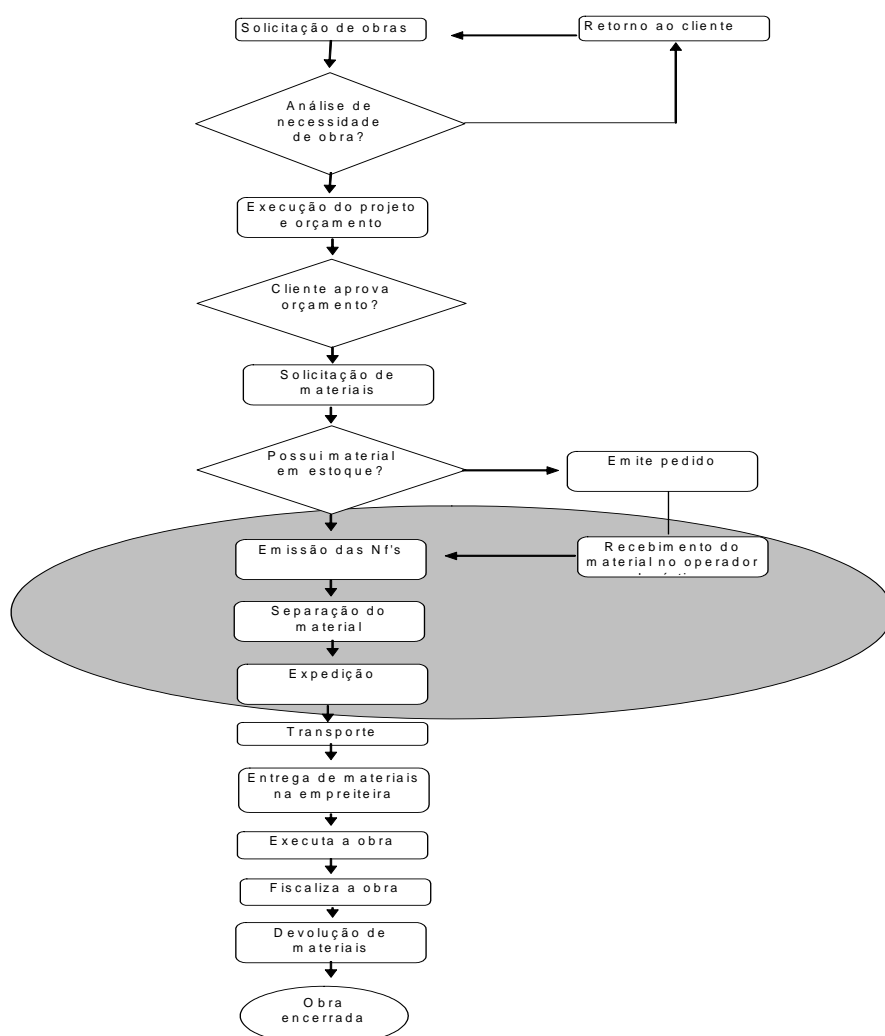 Solicitação de obras
Retorno ao cliente
Análise de
necessidade
de obra?
Execução do projeto
e orçamento
Cliente aprova
orçamento?
Solicitação de
materiais
Possui material
em estoque?
Emite pedido
Emissão das Nf's
Recebimento do
material no operador
Separação do
material
Expedição
Transporte
Entrega de materiais
na empreiteira
Executa a obra
Fiscaliza a obra
Devolução de
materiais
Obra
encerrada